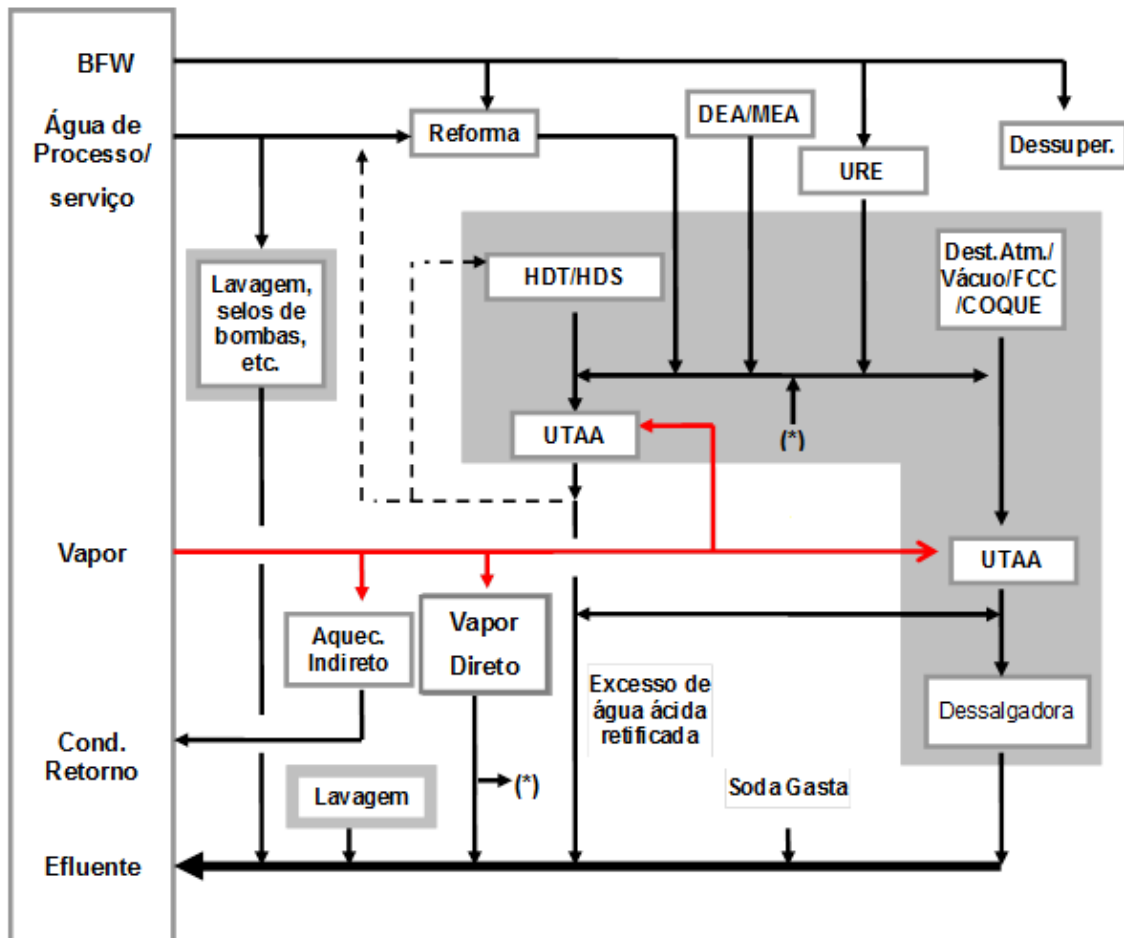 BFW
Água de
Processo/
serviço
Reforma
DEA/MEA
URE
Dessuper.
Lavagem,
selos de
bombas,
etc.
HDT/HDS
Dest.Atm./
Vácuo/FCC
/COQUE
UTAA
(*)
Vapor
UTAA
Aquec.
Indireto
Vapor
Direto
Excesso de
água ácida
retificada
Dessalgadora
Cond.
Retorno
Lavagem
(*)
Soda Gasta
Efluente